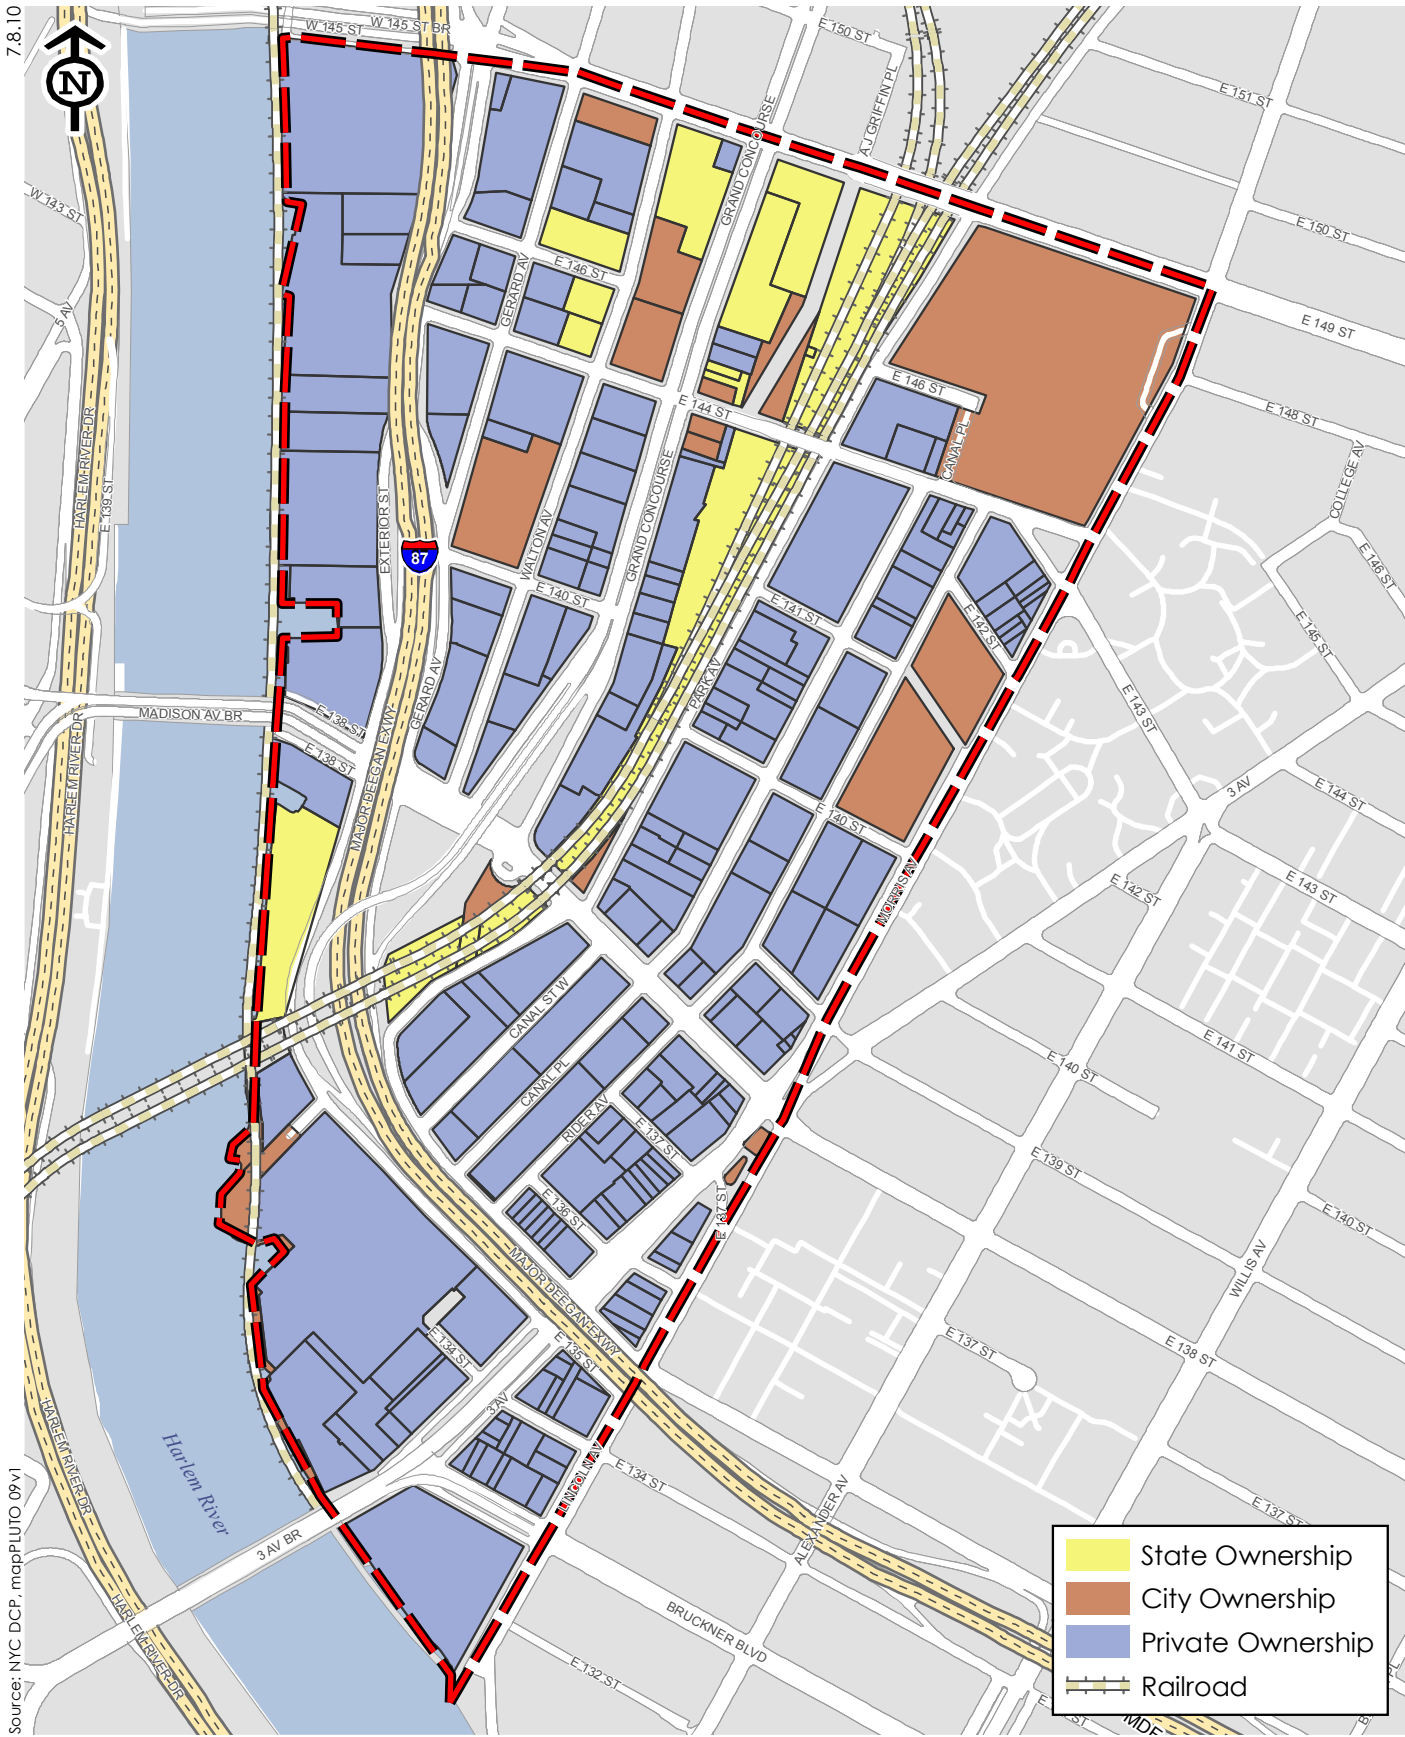 7.8.10
N
W 145 ST
W 145 ST BR
E 150 ST
A J GRIFFIN PL
E 151 ST
GRAND CONCOURSE
W 143 ST
E 150 ST
5 AV
GERARD AV
E 146 ST
E 149 ST
E 146 ST
E 144 ST
E 148 ST
CANAL PL
COLLEGE AV
HARLEM RIVER DR
E 139 ST
EXTERIOR ST
87
WALTON AV
GRAND CONCOURSE
E 140 ST
E 141 ST
E 142 ST
E 146 ST
E 145 ST
PARK AV
GERARD AV
E 143 ST
MADISON AV BR
E 138 ST
E 138 ST
HARLEM RIVER DR
MAJOR DEEGAN EXWY
3 AV
E 144 ST
E 140 ST
MORRIS AV
E 142 ST
E 143 ST
CANAL ST W
CANAL PL
RIDER AV
E 137 ST
E 141 ST
E 140 ST
E 139 ST
E 136 ST
E 137 ST
E 140 ST
WILLIS AV
MAJOR DEEGAN EXWY
E 134 ST
E 135 ST
E 137 ST
E 138 ST
3 AV
HARLEM RIVER DR
Harlem River
LINCOLN AV
E 134 ST
ALEXANDER AV
E 137 ST
3 AV BR
HARLEM RIVER DR
BRUCKNER BLVD
E 132 ST
State Ownership
City Ownership
Private Ownership
Railroad
Source: NYC DCP, mapPLUTO 09v1